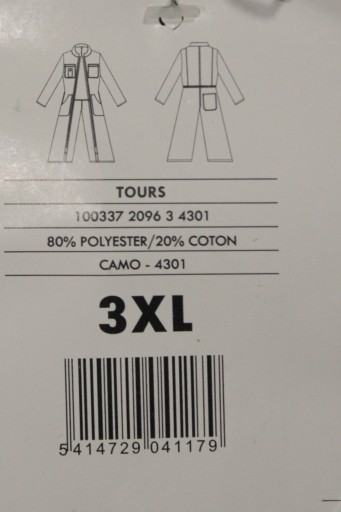 TOURS
100337 2096 3 4301
80% POLYESTER/20% COTON
CAMO - 4301
3XL
5 414729 041179